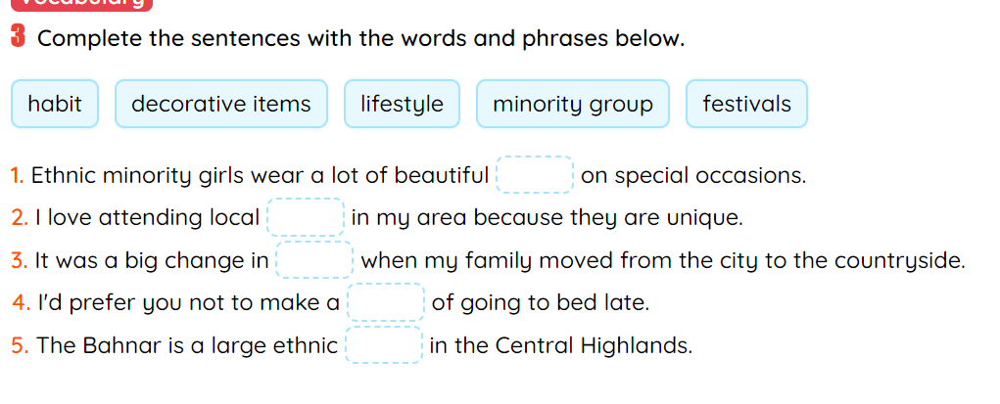 Vocabulary
3 Complete the sentences with the words and phrases below.
habit decorative items lifestyle minority group festivals
1. Ethnic minority girls wear a lot of beautiful on special occasions.
2. I love attending local in my area because they are unique.
3. It was a big change in when my family moved from the city to the countryside.
4. I'd prefer you not to make a of going to bed late.
5. The Bahnar is a large ethnic in the Central Highlands.